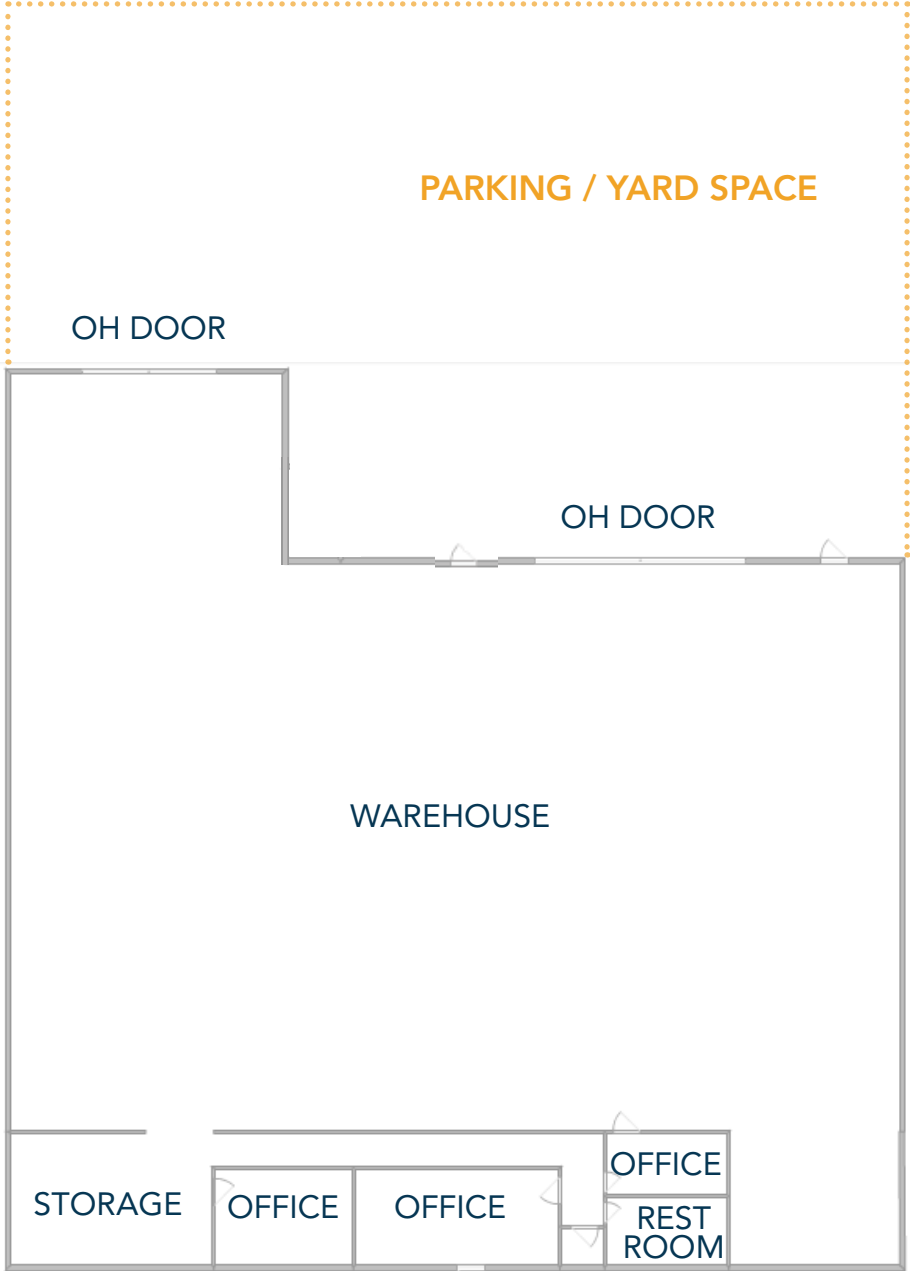 PARKING / YARD SPACE
OH DOOR
OH DOOR
WAREHOUSE
OFFICE
STORAGE
OFFICE
OFFICE
REST
ROOM